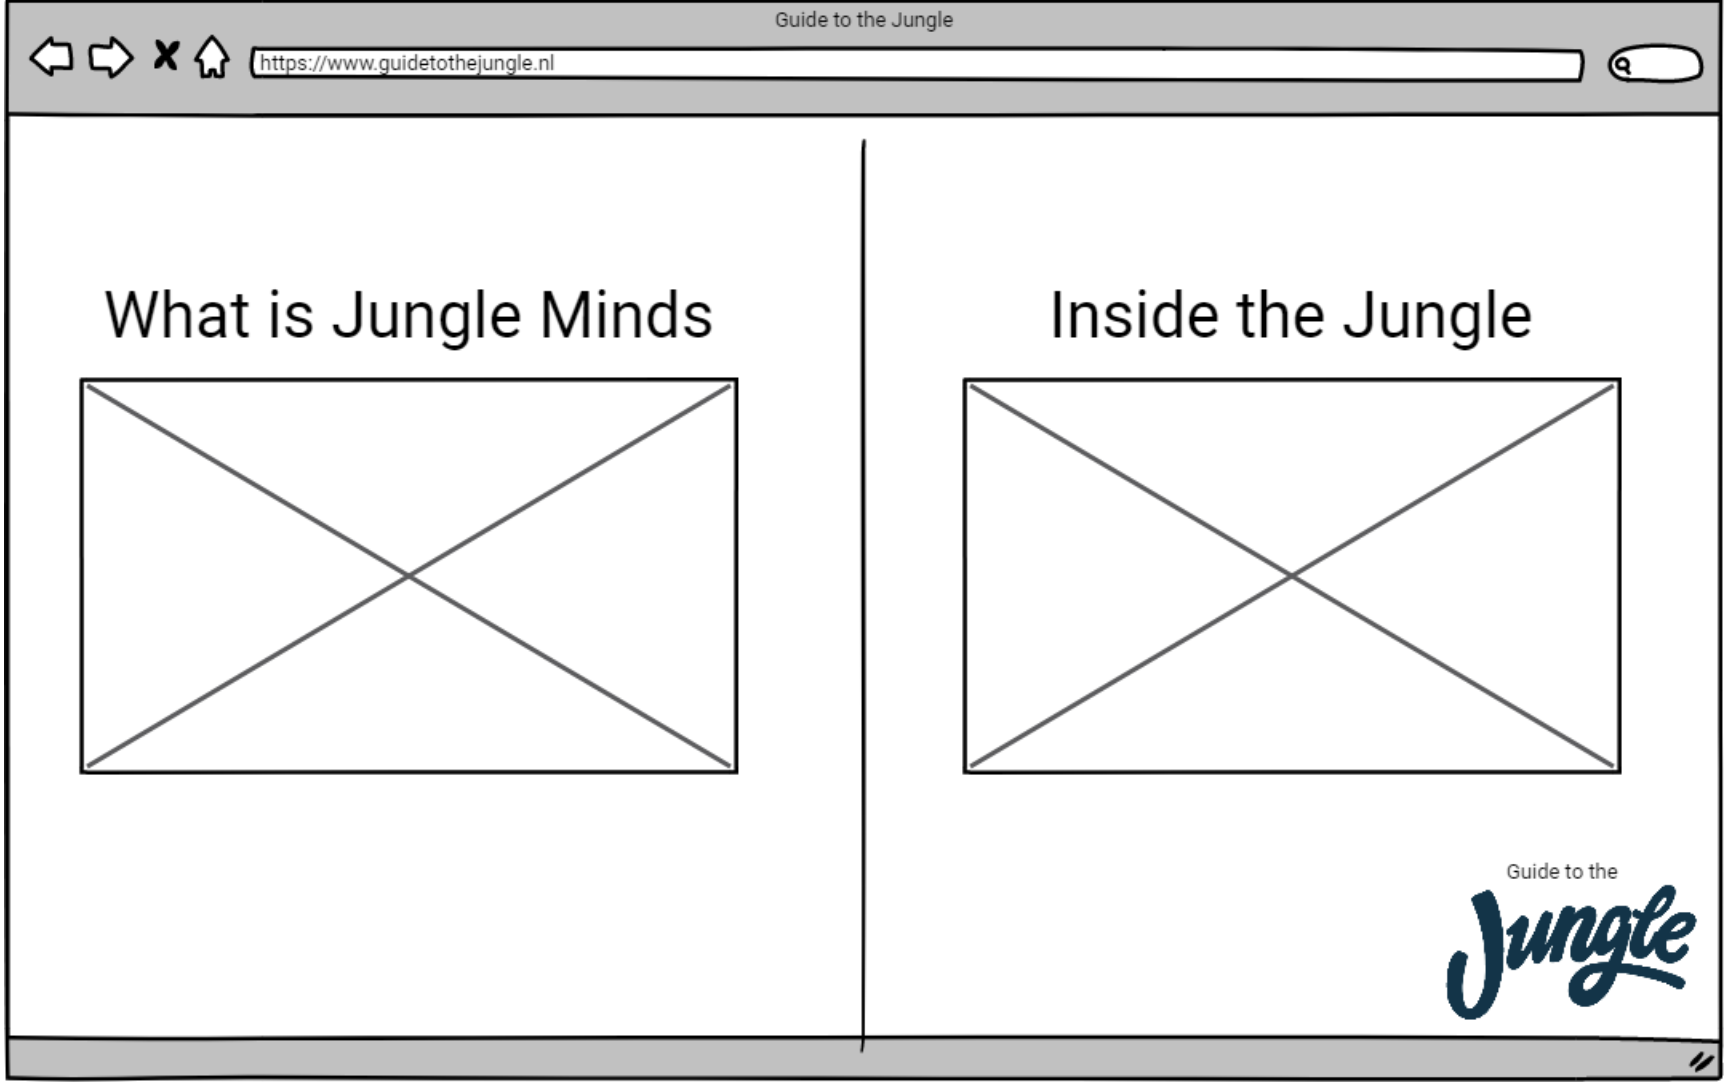 Guide to the Jungle
https://www.guidetothejungle.nl
What is Jungle Minds
Inside the Jungle
Guide to the
Jungle